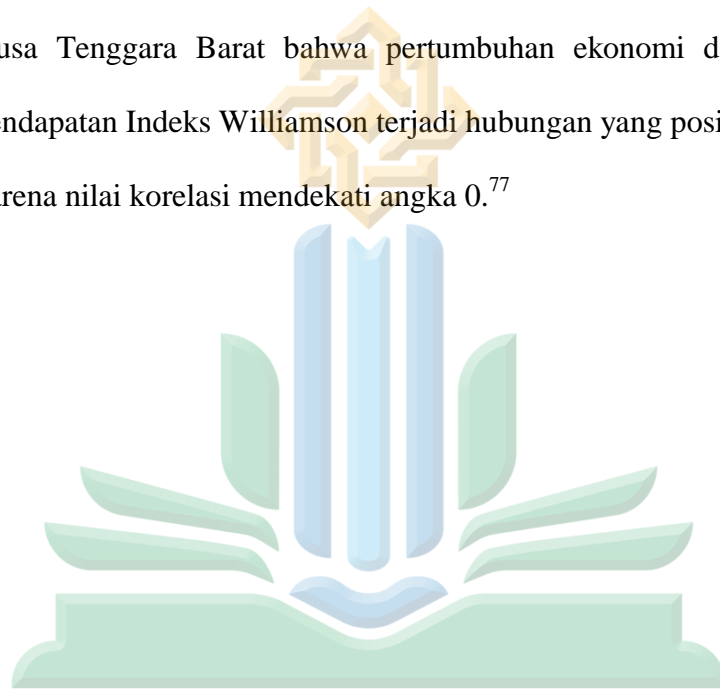 usa Tenggara Barat bahwa pertumbuhan ekonomi d
endapatan Indeks Williamson terjadi hubungan yang posi
arena nilai korelasi mendekati angka 0.77